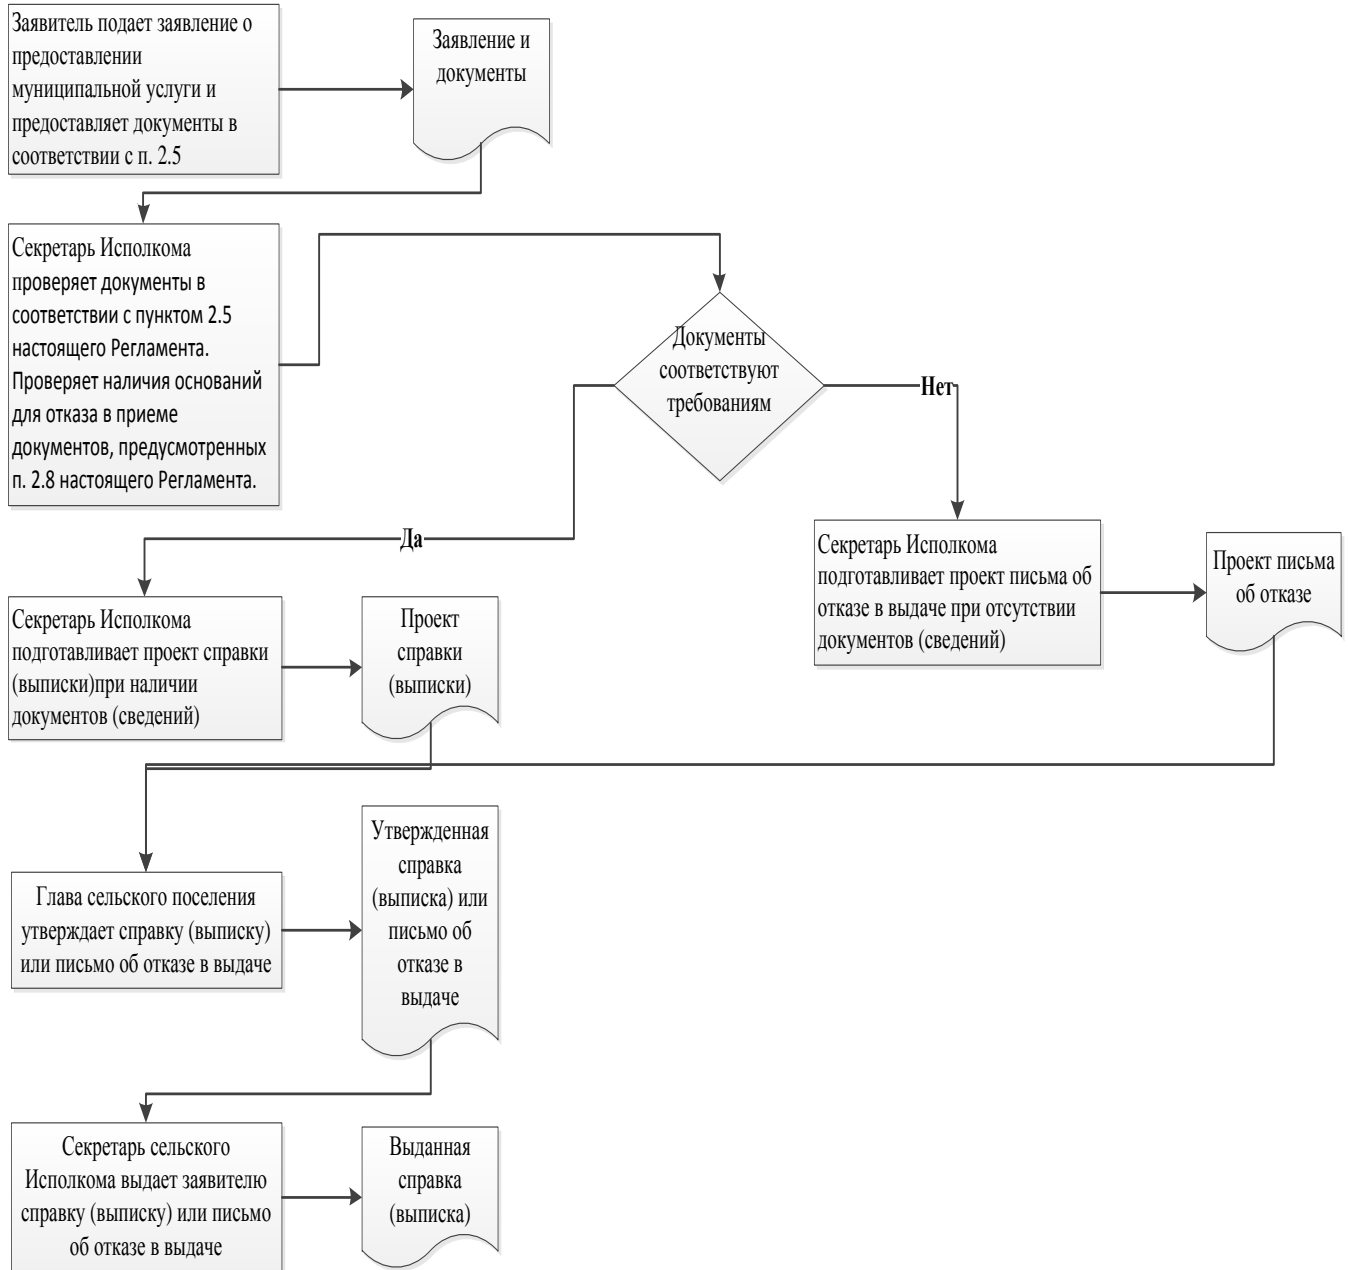 Заявитель подает заявление о
предоставлении
муниципальной услуги и
предоставляет документы в
соответствии с п. 2.5
Заявление и
документы
Секретарь Исполкома
проверяет документы в
соответствии с пунктом 2.5
настоящего Регламента.
Проверяет наличия оснований
для отказа в приеме
документов, предусмотренных
п. 2.8 настоящего Регламента.
Документы
соответствуют
требованиям
Нет
Да
Секретарь Исполкома
подготавливает проект письма об
отказе в выдаче при отсутствии
документов (сведений)
Проект письма
об отказе
Секретарь Исполкома
подготавливает проект справки
(выписки)при наличии
документов (сведений)
Проект
справки
(выписки)
Глава сельского поселения
утверждает справку (выписку)
или письмо об отказе в выдаче
Утвержденная
справка
(выписка) или
письмо об
отказе в
выдаче
Секретарь сельского
Исполкома выдает заявителю
справку (выписку) или письмо
об отказе в выдаче
Выданная
справка
(выписка)